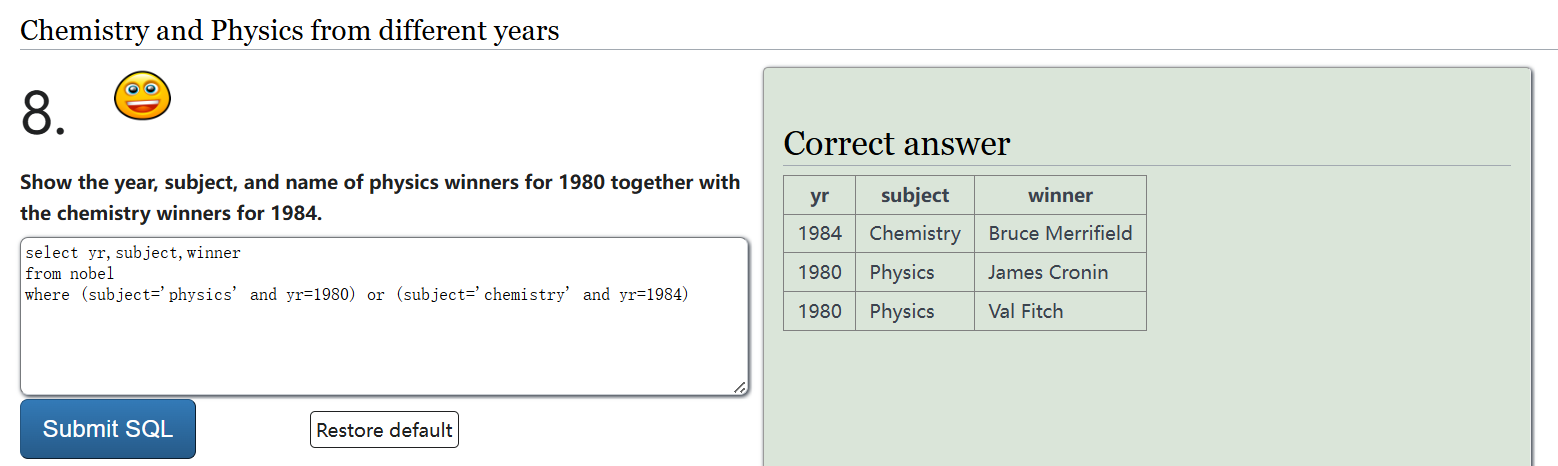 Chemistry and Physics from different years
8.
Show the year, subject, and name of physics winners for 1980 together with
the chemistry winners for 1984.
select yr,subject,winner
from nobel
where (subject='physics' and yr=1980) or (subject='chemistry' and yr=1984)
Submit SQL
Restore default
Correct answer
yr subject winner
1984 Chemistry Bruce Merrifield
1980 Physics James Cronin
1980 Physics Val Fitch